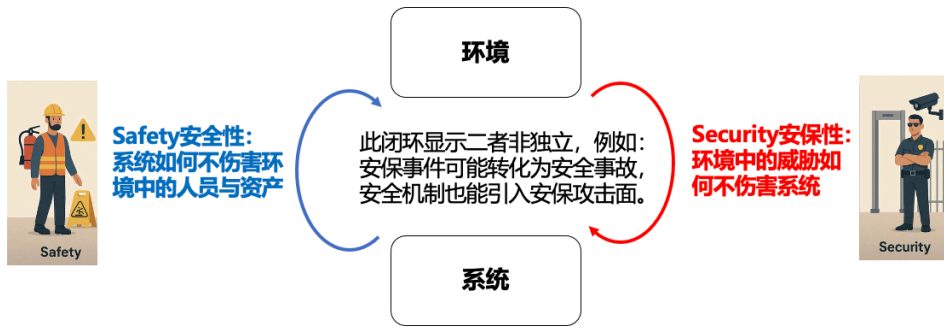 环境
Safety安全性：
系统如何不伤害环
境中的人员与资产
Safety
此闭环显示二者非独立，例如：
安保事件可能转化为安全事故，
安全机制也能引入安保攻击面。
Security安保性：
环境中的威胁如
何不伤害系统
Security
系统